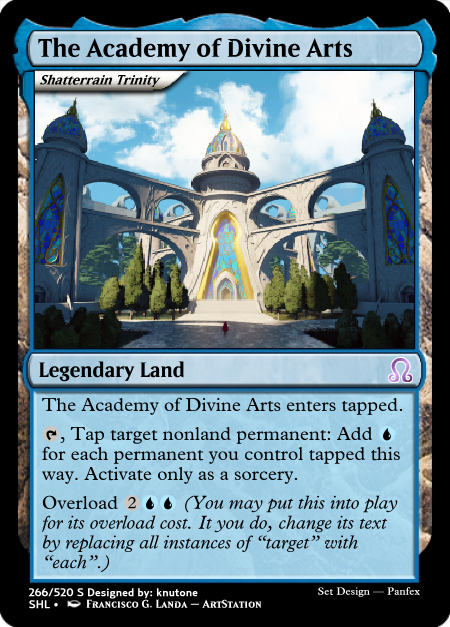 The Academy of Divine Arts
Shatterrain Trinity
Legendary Land
The Academy of Divine Arts enters tapped.
, Tap target nonland permanent: Add
for each permanent you control tapped this
way. Activate only as a sorcery.
Overload 2 (You may put this into play
for its overload cost. It you do, change its text
by replacing all instances of “target” with
“each”.)
266/520 S Designed by: knutone
Set Design — Panfex
SHL • Francisco G. Landa — ArtStation